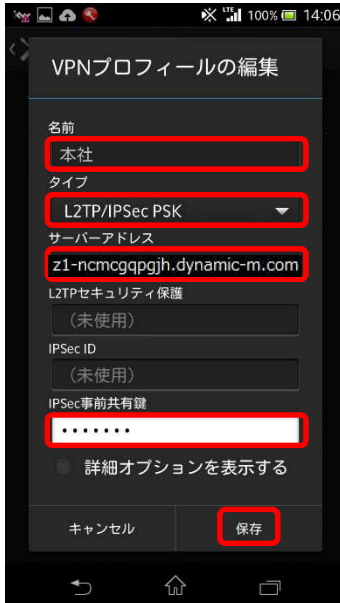 LTE 100% 14:06
VPNプロフィールの編集
名前
本社
タイプ
L2TP/IPSec PSK
サーバーアドレス
z1-ncmcgqpgjh.dynamic-m.com
L2TPセキュリティ保護
（未使用）
IPSec ID
（未使用）
IPSec事前共有鍵
•••••••
詳細オプションを表示する
キャンセル 保存